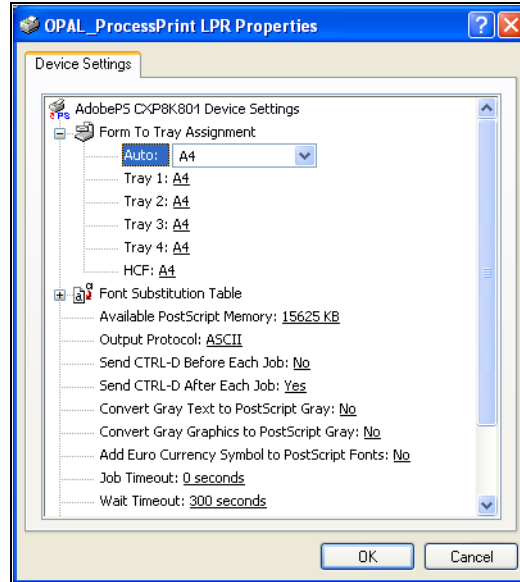 OPAL_ProcessPrint LPR Properties
Device Settings
AdobePS CXP8K801 Device Settings
Form To Tray Assignment
Auto: A4
Tray 1: A4
Tray 2: A4
Tray 3: A4
Tray 4: A4
HCF: A4
Font Substitution Table
Available PostScript Memory: 15625 KB
Output Protocol: ASCII
Send CTRL-D Before Each Job: No
Send CTRL-D After Each Job: Yes
Convert Gray Text to PostScript Gray: No
Convert Gray Graphics to PostScript Gray: No
Add Euro Currency Symbol to PostScript Fonts: No
Job Timeout: 0 seconds
Wait Timeout: 300 seconds
OK Cancel